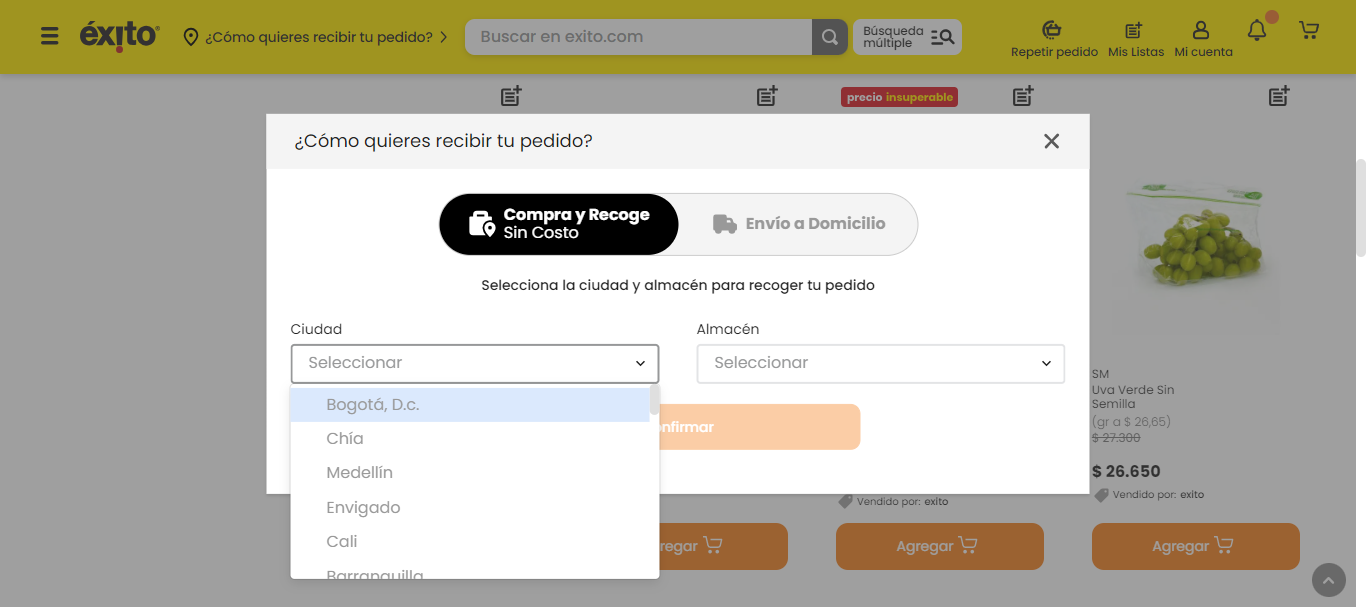 éxito
¿Cómo quieres recibir tu pedido?
Buscar en exito.com
Búsqueda
múltiple
Repetir pedido
Mis Listas
Mi cuenta
precio insuperable
¿Cómo quieres recibir tu pedido?
Compra y Recoge
Sin Costo
Envío a Domicilio
Selecciona la ciudad y almacén para recoger tu pedido
Ciudad
Almacén
Seleccionar
Seleccionar
Bogotá, D.c.
Chía
Medellín
Envigado
Cali
Barranquilla
onfirmar
SM
Uva Verde Sin
Semilla
(gr a $ 26,65)
$ 27.300
$ 26.650
Vendido por: exito
Vendido por: exito
regar
Agregar
Agregar